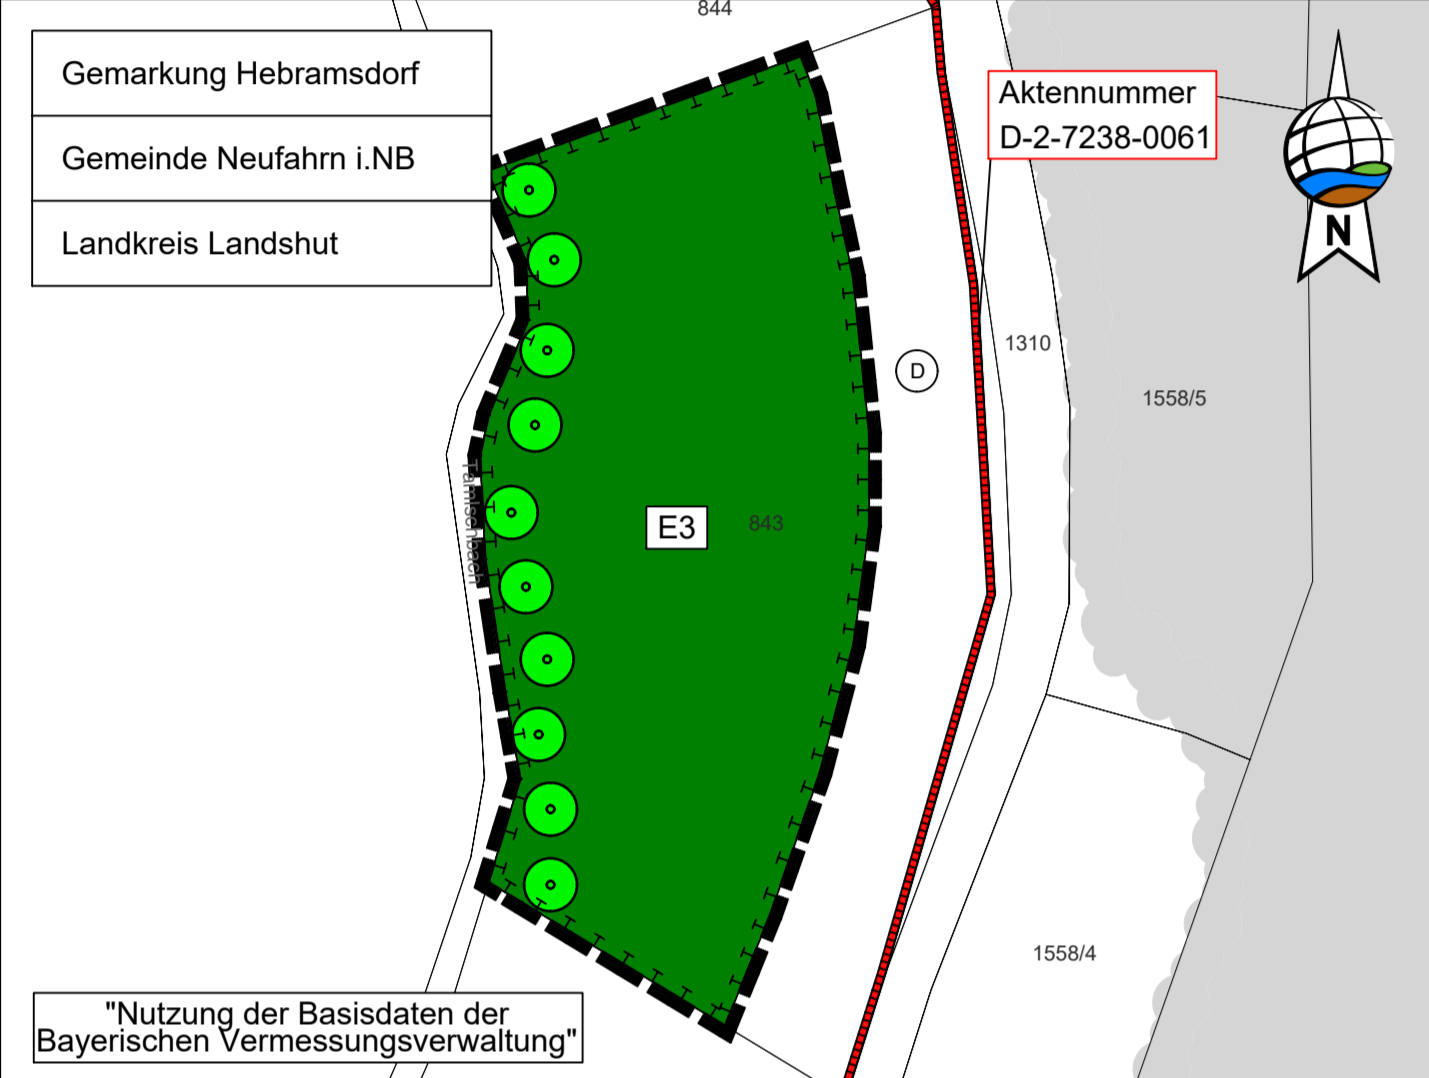 844
Gemarkung Hebramsdorf
Gemeinde Neufahrn i.NB
Landkreis Landshut
Aktennummer
D-2-7238-0061
N
1310
D
1558/5
E3
843
1558/4
"Nutzung der Basisdaten der
Bayerischen Vermessungsverwaltung"